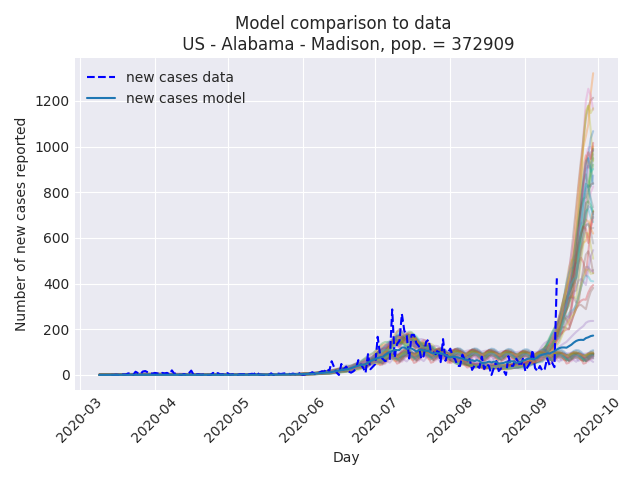 Model comparison to data
US - Alabama - Madison, pop. = 372909
new cases data
new cases model
Number of new cases reported
1200
1000
800
600
400
200
0
2020-03
2020-04
2020-05
2020-06
2020-07
2020-08
2020-09
2020-10
Day